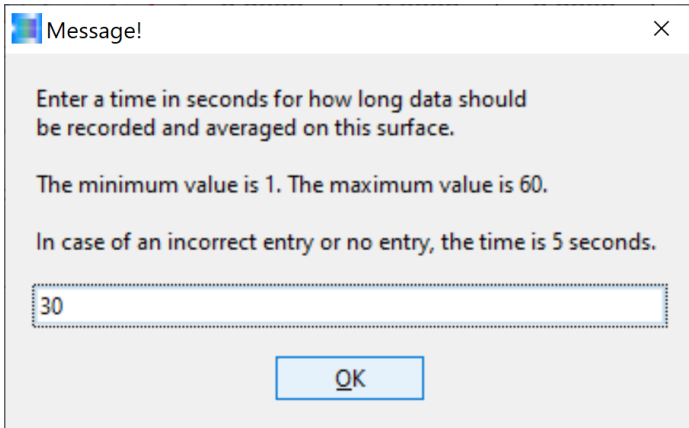 Message!
Enter a time in seconds for how long data should
be recorded and averaged on this surface.
The minimum value is 1. The maximum value is 60.
In case of an incorrect entry or no entry, the time is 5 seconds.
30
OK